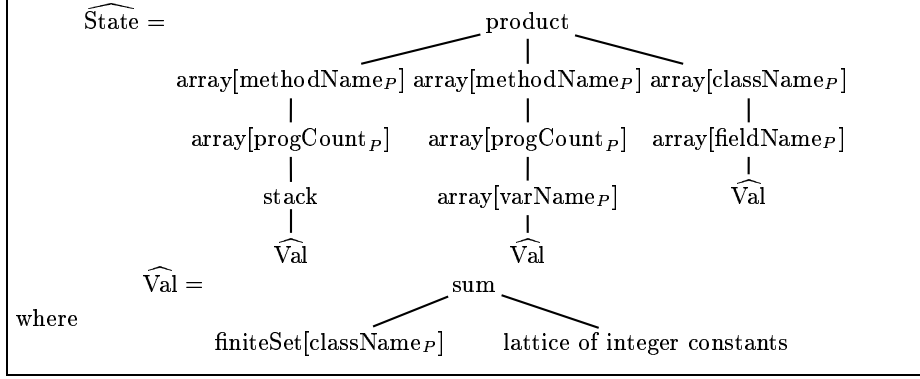 State^ = product
array[methodName_P] array[methodName_P] array[className_P]
array[progCount_P] array[progCount_P] array[fieldName_P]
stack array[varName_P] Val^
Val^ Val^
Val^ = sum
where
finiteSet[className_P] lattice of integer constants